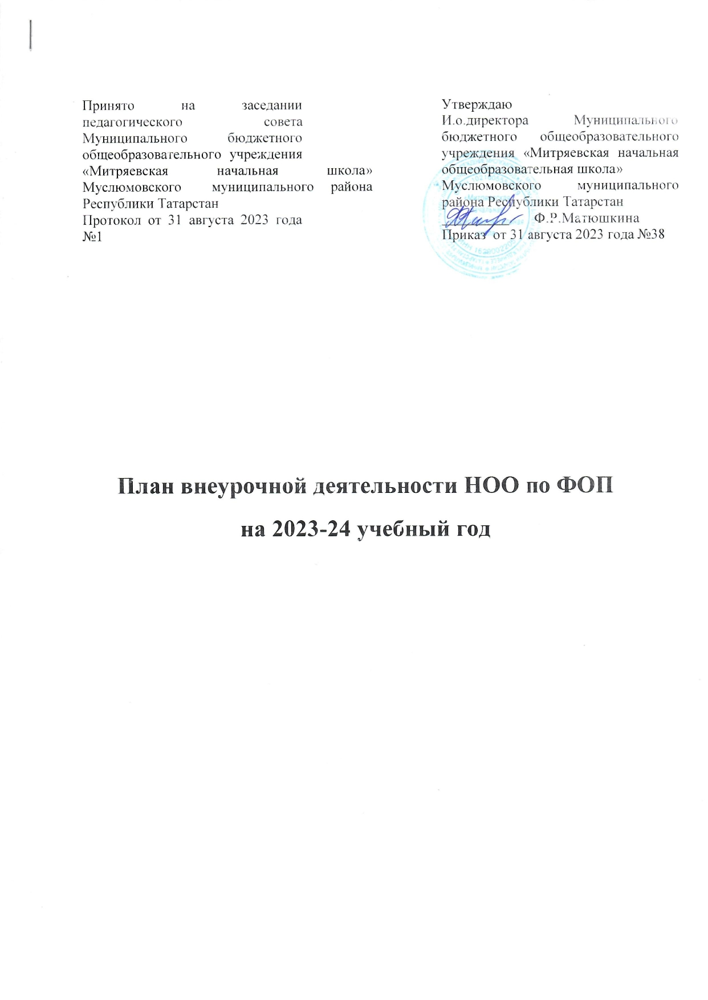 Принято на заседании
педагогического совета
Муниципального бюджетного
общеобразовательного учреждения
«Митряевская начальная школа»
Муслюмовского муниципального района
Республики Татарстан
Протокол от 31 августа 2023 года
№1
Утверждаю
И.о.директора Муниципального
бюджетного общеобразовательного
учреждения «Митряевская начальная
общеобразовательная школа»
Муслюмовского муниципального
района Республики Татарстан
Ф.Р.Матюшкина
Приказ от 31 августа 2023 года №38
План внеурочной деятельности НОО по ФОП
на 2023-24 учебный год